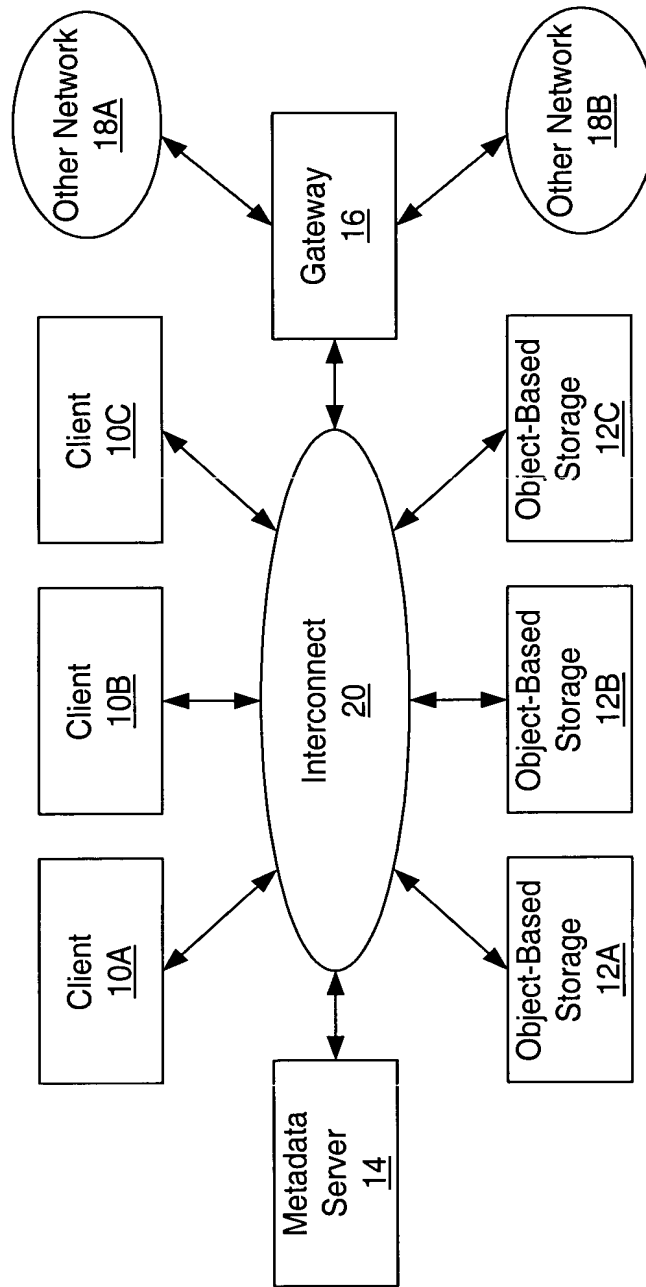 Client
10A
Client
10B
Client
10C
Other Network
18A
Metadata
Server
14
Interconnect
20
Gateway
16
Object-Based
Storage
12A
Object-Based
Storage
12B
Object-Based
Storage
12C
Other Network
18B